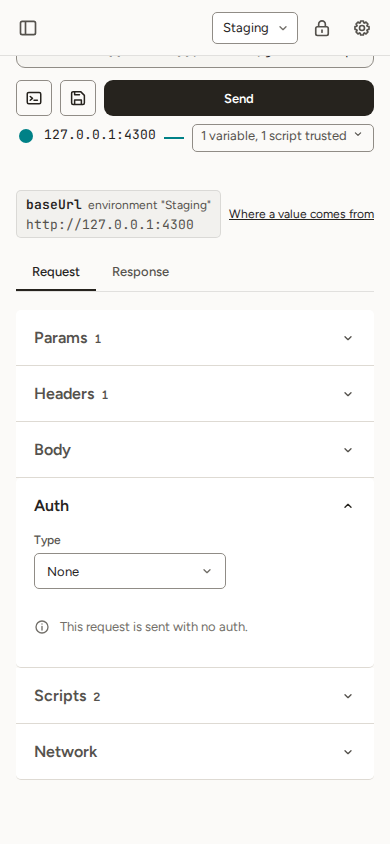 Staging
Send
127.0.0.1:4300
1 variable, 1 script trusted
baseUrl environment "Staging"
http://127.0.0.1:4300
Where a value comes from
Request
Response
Params 1
Headers 1
Body
Auth
Type
None
This request is sent with no auth.
Scripts 2
Network